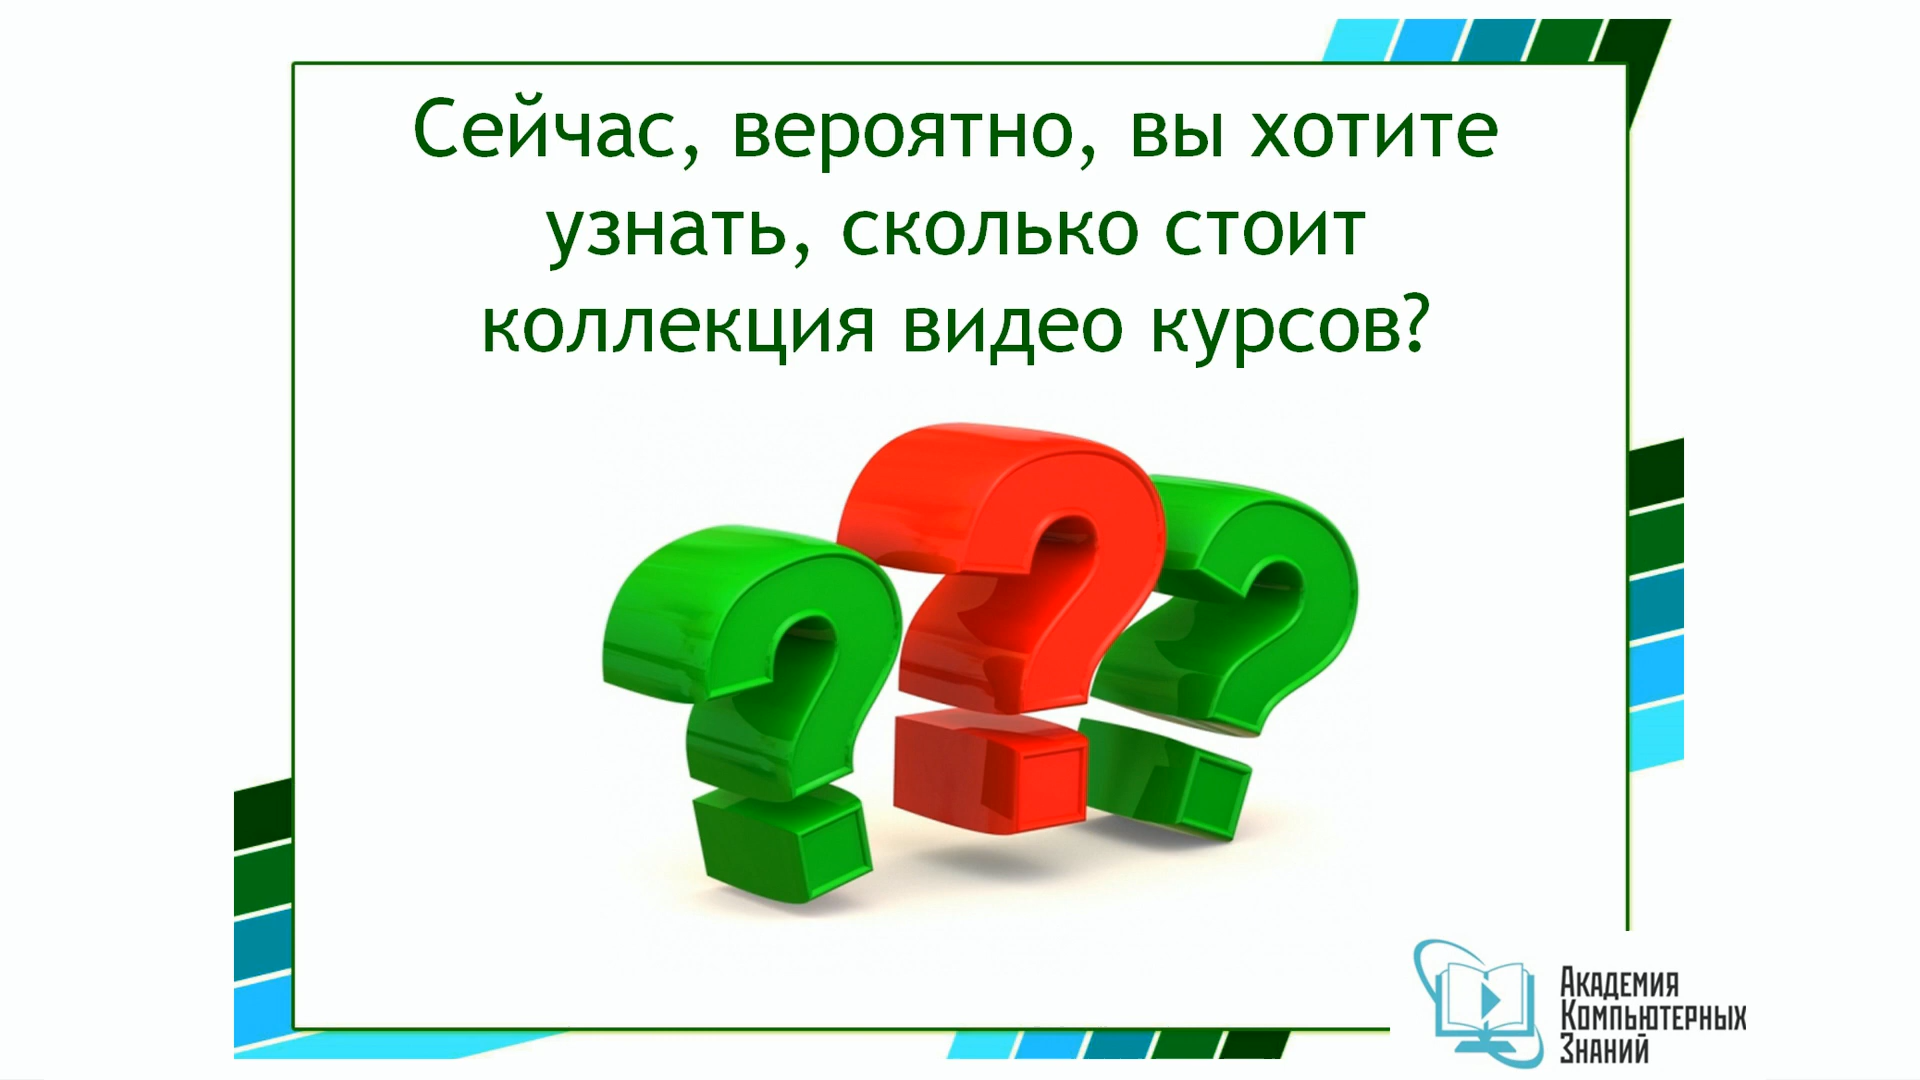 Сейчас, вероятно, вы хотите
узнать, сколько стоит
коллекция видео курсов?
Академия
Компьютерных
Знаний